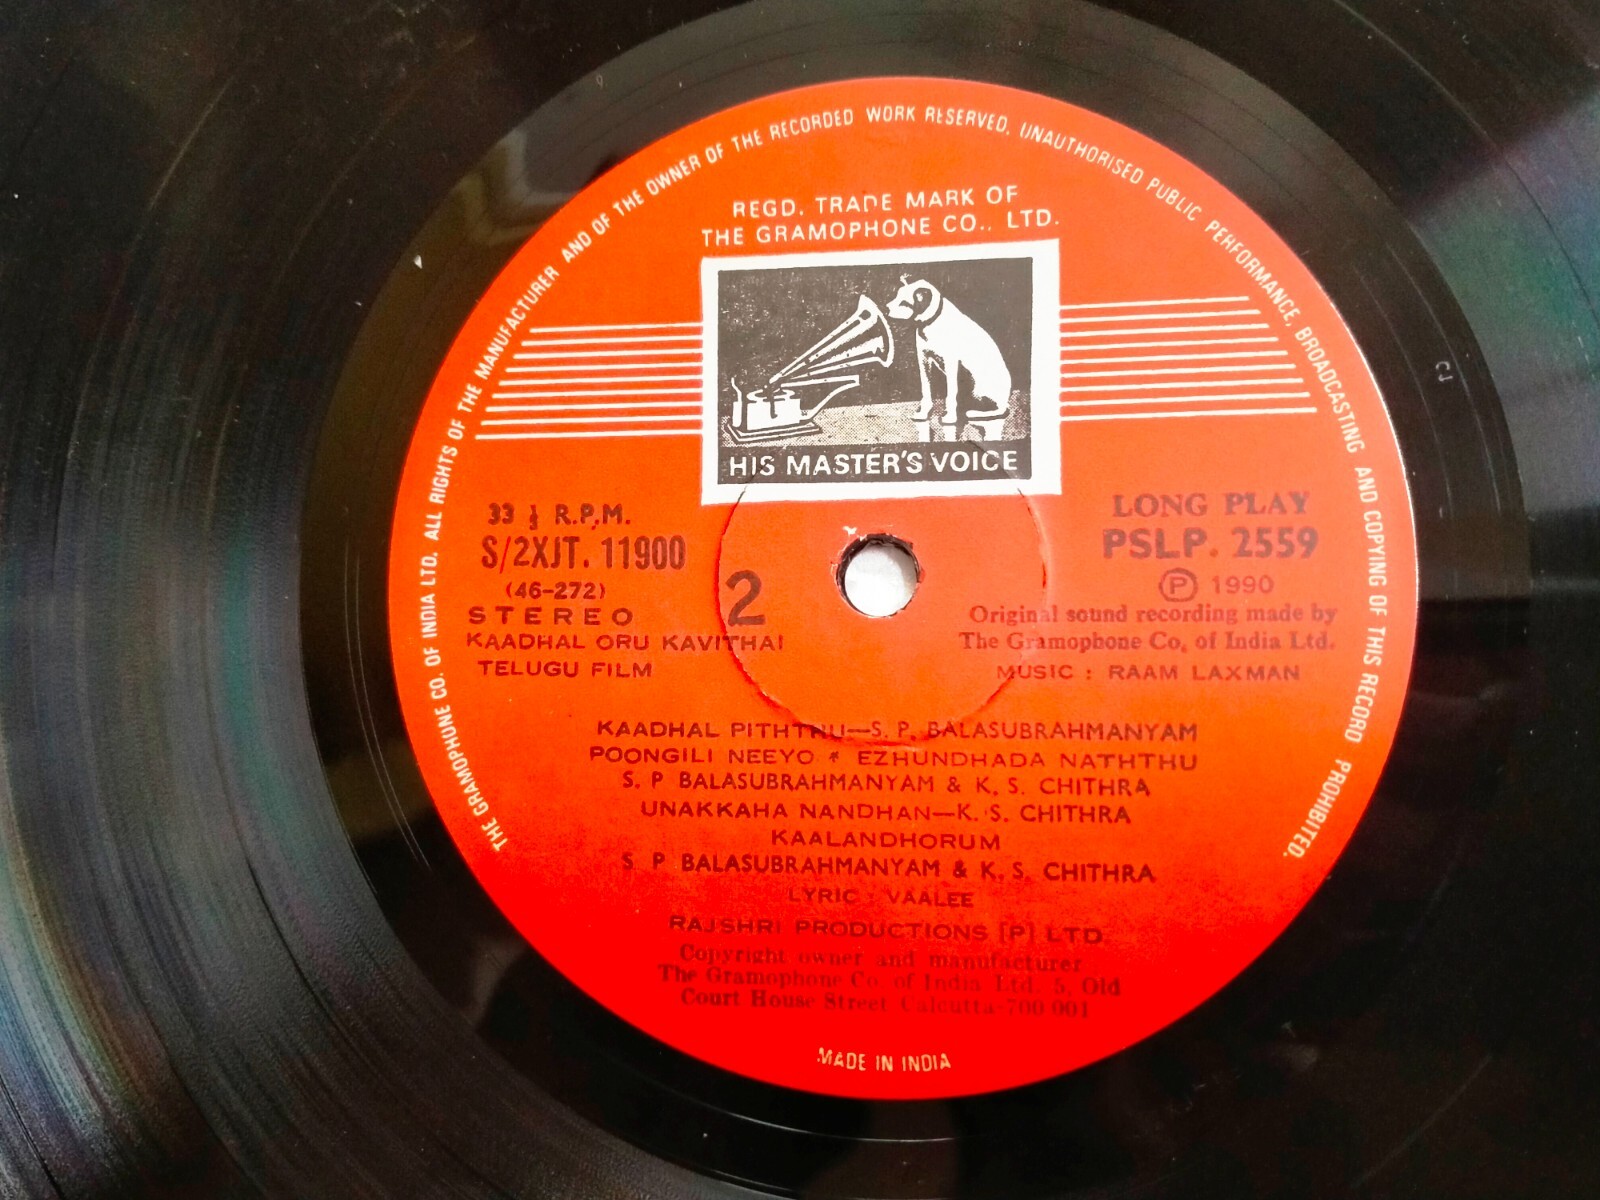 THE GRAMOPHONE CO. OF INDIA LTD. ALL RIGHTS OF THE MANUFACTURER AND OF THE OWNER OF THE RECORDED WORK RESERVED. UNAUTHORISED PUBLIC PERFORMANCE, BROADCASTING AND COPYING OF THIS RECORD PROHIBITED.
REGD. TRADE MARK OF
THE GRAMOPHONE CO., LTD.
HIS MASTER'S VOICE
33 ⅓ R.P.M.
S/2XJT. 11900
(46-272)
STEREO
2
KAADHAL ORU KAVITHAI
TELUGU FILM
LONG PLAY
PSLP. 2559
Ⓟ 1990
Original sound recording made by
The Gramophone Co. of India Ltd.
MUSIC : RAAM LAXMAN
KAADHAL PITHTHU—S. P. BALASUBRAHMANYAM
POONGILI NEEYO * EZHUNDHADA NATHTHU
S. P BALASUBRAHMANYAM & K. S. CHITHRA
UNAKKAHA NANDHAN—K. S. CHITHRA
KAALANDHORUM
S P BALASUBRAHMANYAM & K. S. CHITHRA
LYRIC : VAALEE
RAJSHRI PRODUCTIONS [P] LTD.
Copyright owner and manufacturer
The Gramophone Co of India Ltd. 5, Old
Court House Street Calcutta-700 001
MADE IN INDIA
CJ